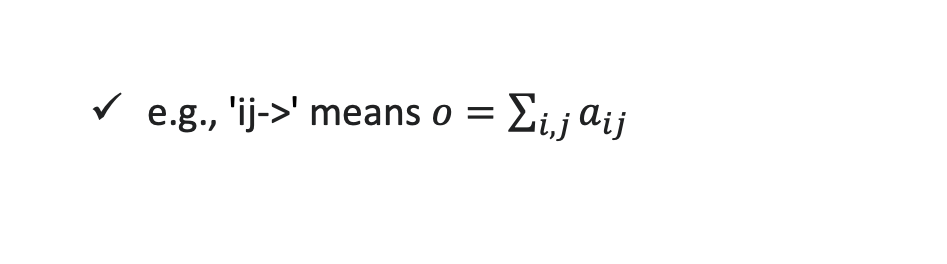 ✓ e.g., 'ij->' means 𝑜 = ∑𝑖,𝑗 𝑎𝑖𝑗